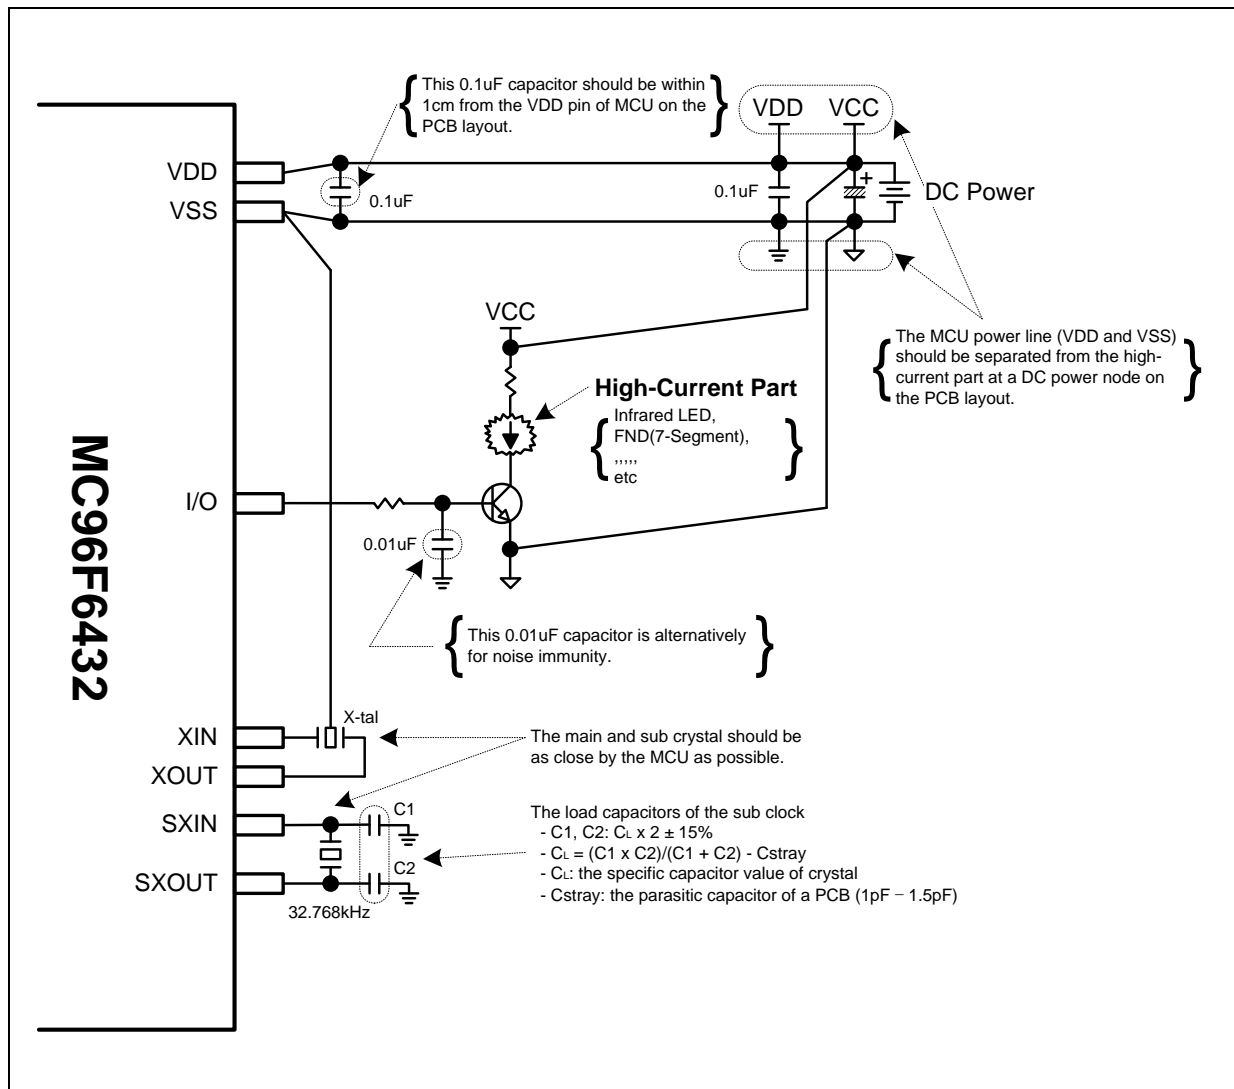 This 0.1uF capacitor should be within
1cm from the VDD pin of MCU on the
PCB layout.
VDD
VCC
VDD
0.1uF
0.1uF
+
DC Power
VSS
VCC
The MCU power line (VDD and VSS)
should be separated from the high-
current part at a DC power node on
the PCB layout.
High-Current Part
Infrared LED,
FND(7-Segment),
,,,,,
etc
MC96F6432
I/O
0.01uF
This 0.01uF capacitor is alternatively
for noise immunity.
X-tal
XIN
The main and sub crystal should be
as close by the MCU as possible.
XOUT
SXIN
C1
The load capacitors of the sub clock
- C1, C2: CL x 2 ± 15%
- CL = (C1 x C2)/(C1 + C2) - Cstray
- CL: the specific capacitor value of crystal
- Cstray: the parasitic capacitor of a PCB (1pF – 1.5pF)
C2
SXOUT
32.768kHz